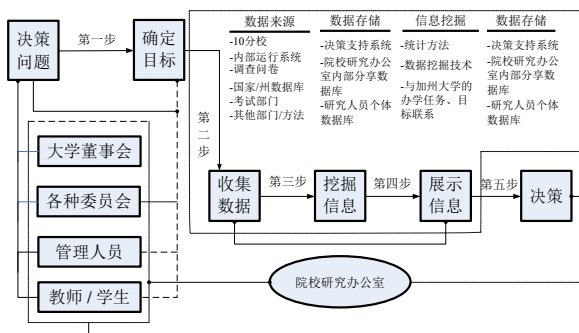 决策
问题
第一步
确定
目标
第二步
数据来源
-10分校
-内部运行系统
-调查问卷
-国家/州数据库
-考试部门
-其他部门/方法
数据存储
-决策支持系统
-院校研究办
公室内部分享数
据库
-研究人员个体
数据库
信息挖掘
-统计方法
-数据挖掘技术
-与加州大学的
办学任务、目
标联系
数据存储
-决策支持系统
-院校研究办
公室内部分享
数据库
-研究人员个体
数据库
大学董事会
各种委员会
管理人员
教师 / 学生
收集
数据
第三步
挖掘
信息
第四步
展示
信息
第五步
决策
院校研究办公室